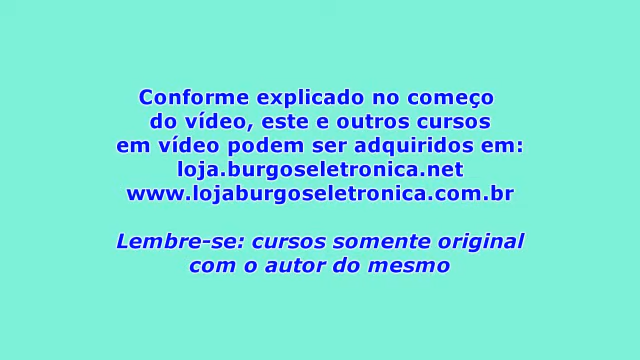 Conforme explicado no começo
do vídeo, este e outros cursos
em vídeo podem ser adquiridos em:
loja.burgoseletronica.net
www.lojaburgoseletronica.com.br
Lembre-se: cursos somente original
com o autor do mesmo